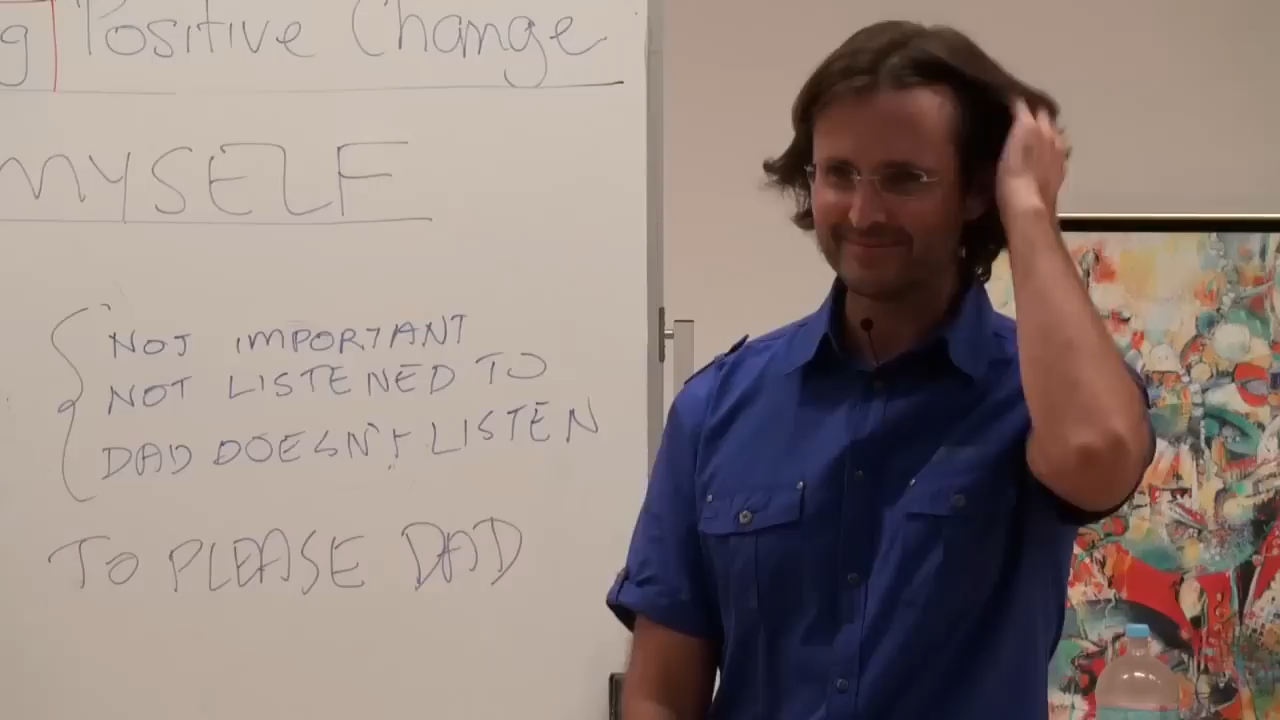 g Positive Change
MYSELF
NOT IMPORTANT
NOT LISTENED TO
DAD DOESN'T LISTEN
TO PLEASE DAD